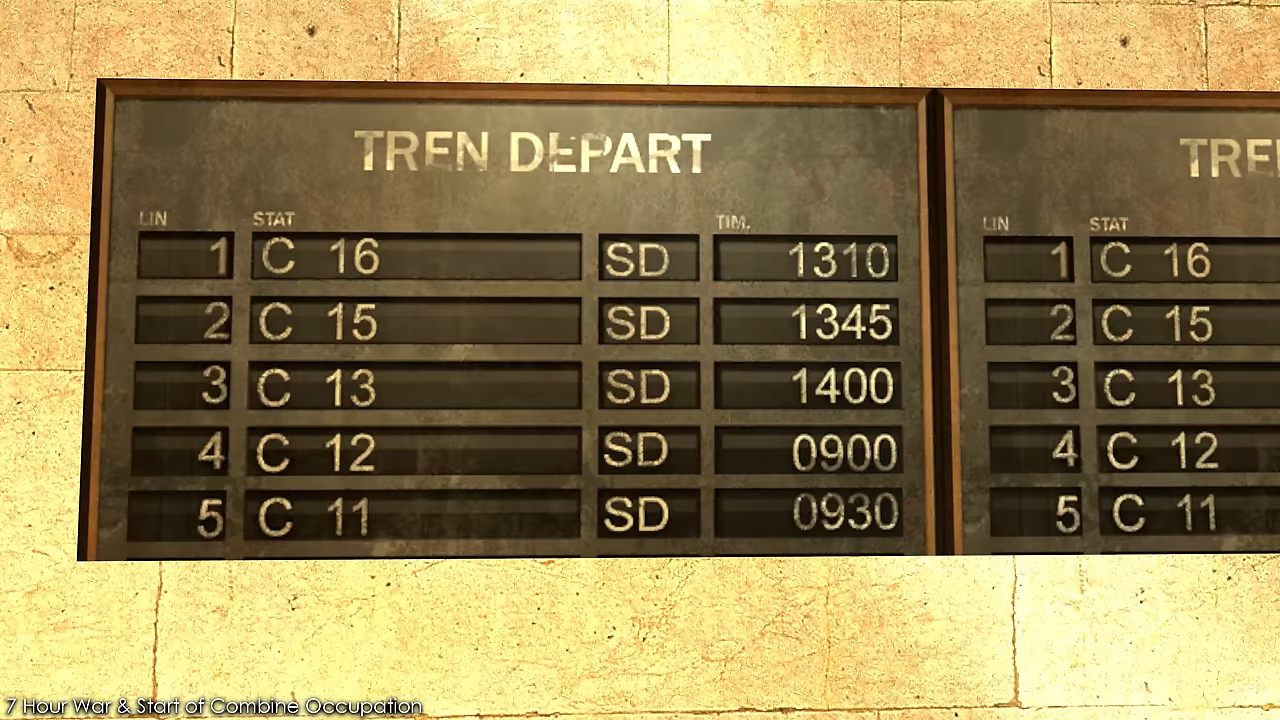 TREN DEPART
LIN STAT TIM.
1 C 16 SD 1310
2 C 15 SD 1345
3 C 13 SD 1400
4 C 12 SD 0900
5 C 11 SD 0930
TRE
LIN STAT
1 C 16
2 C 15
3 C 13
4 C 12
5 C 11
7 Hour War & Start of Combine Occupation